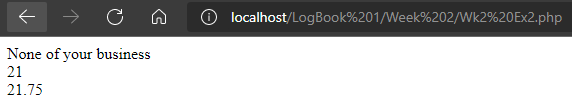 localhost/LogBook%201/Week%202/Wk2%20Ex2.php
None of your business
21
21.75